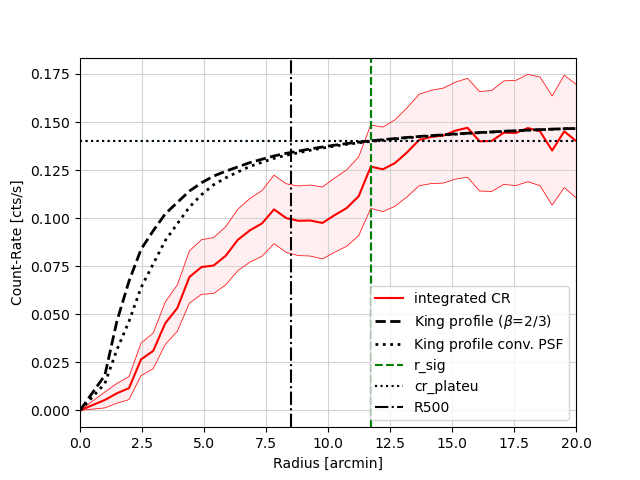 0.175
0.150
0.125
0.100
0.075
0.050
0.025
0.000
Count-Rate [cts/s]
integrated CR
King profile (β=2/3)
King profile conv. PSF
r_sig
cr_plateu
R500
0.0 2.5 5.0 7.5 10.0 12.5 15.0 17.5 20.0
Radius [arcmin]